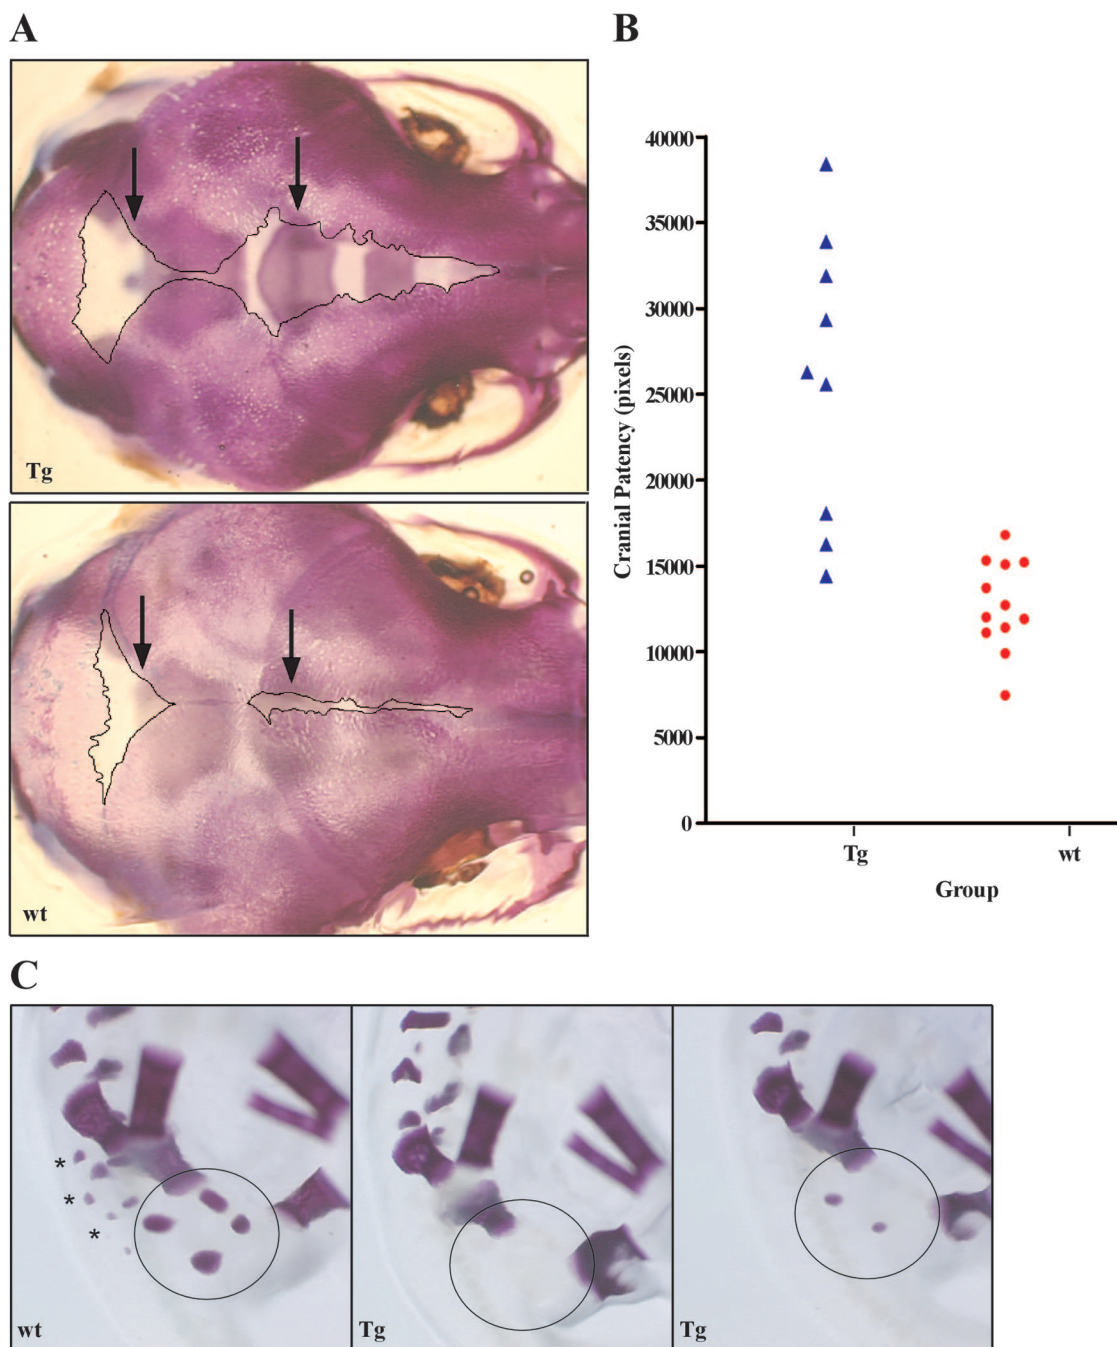 A
B
Tg
wt
Cranial Patency (pixels)
40000
35000
30000
25000
20000
15000
10000
5000
0
Tg
wt
Group
C
*
*
*
wt
Tg
Tg